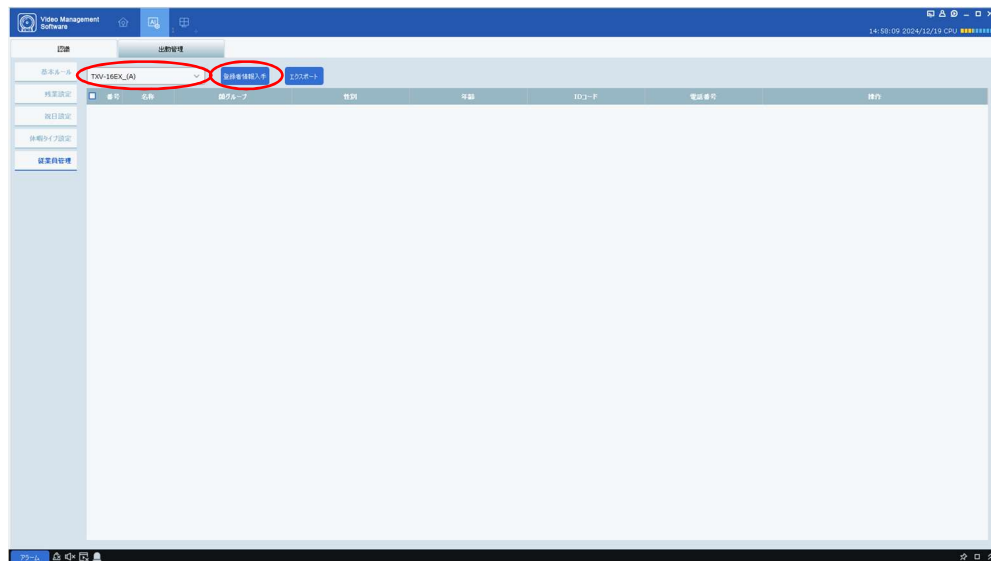 Video Management
Software
14:58:09 2024/12/19 CPU
認識
出勤管理
基本ルール
TXV-16EX_(A)
登録者情報入手
エクスポート
残業設定
番号 名称 顔グループ 性別 年齢 IDコード 電話番号 操作
祝日設定
休暇タイプ設定
従業員管理
アラーム